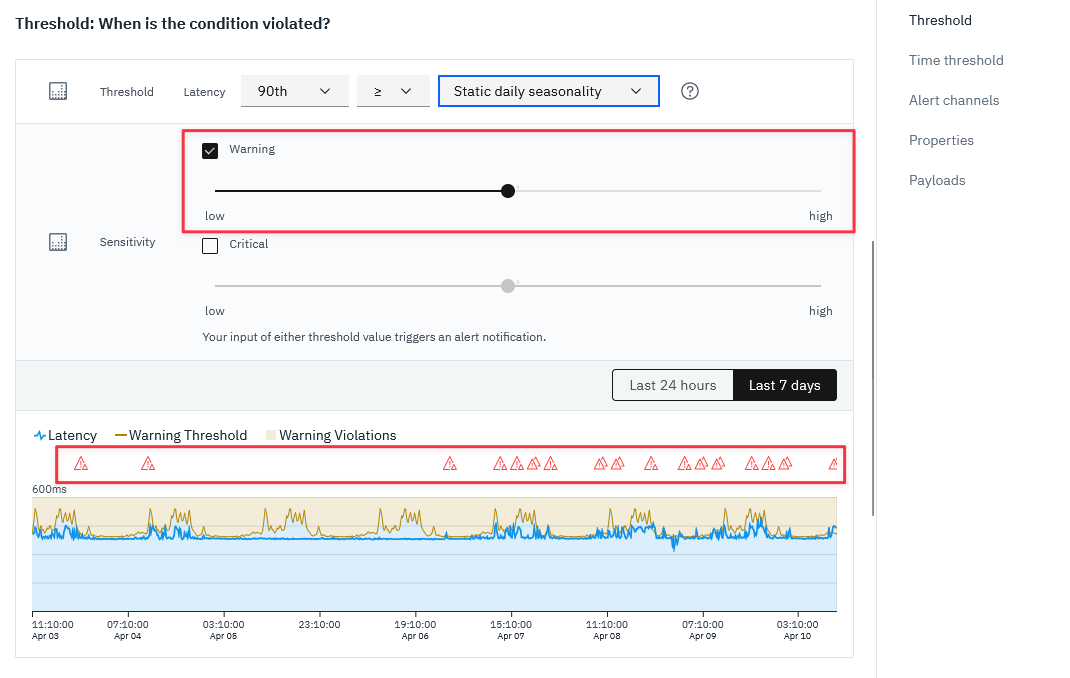 Threshold: When is the condition violated?
Threshold Latency 90th ≥ Static daily seasonality ?
Warning
low high
Sensitivity
Critical
low high
Your input of either threshold value triggers an alert notification.
Last 24 hours Last 7 days
Latency Warning Threshold Warning Violations
600ms
11:10:00 07:10:00 03:10:00 23:10:00 19:10:00 15:10:00 11:10:00 07:10:00 03:10:00
Apr 03 Apr 04 Apr 05 Apr 06 Apr 07 Apr 08 Apr 09 Apr 10
Threshold
Time threshold
Alert channels
Properties
Payloads